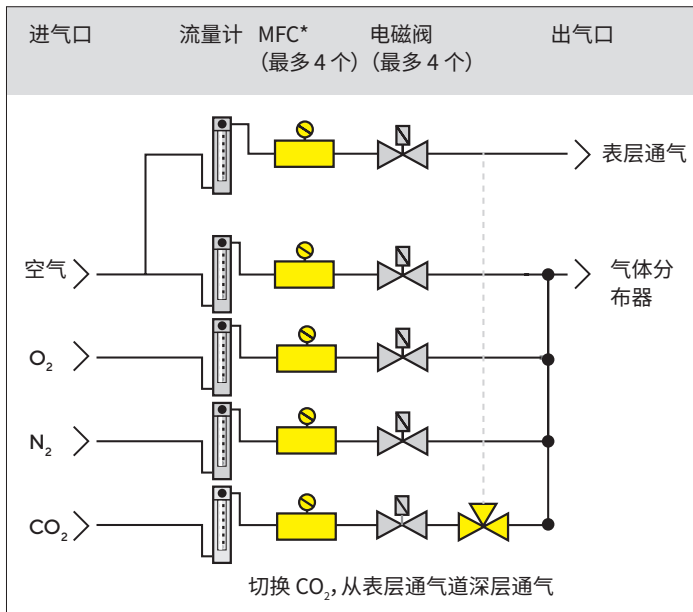 进气口 流量计 MFC* 电磁阀 出气口
(最多 4 个) (最多 4 个)
表层通气
空气
气体分
布器
O₂
N₂
CO₂
切换 CO₂, 从表层通气道深层通气